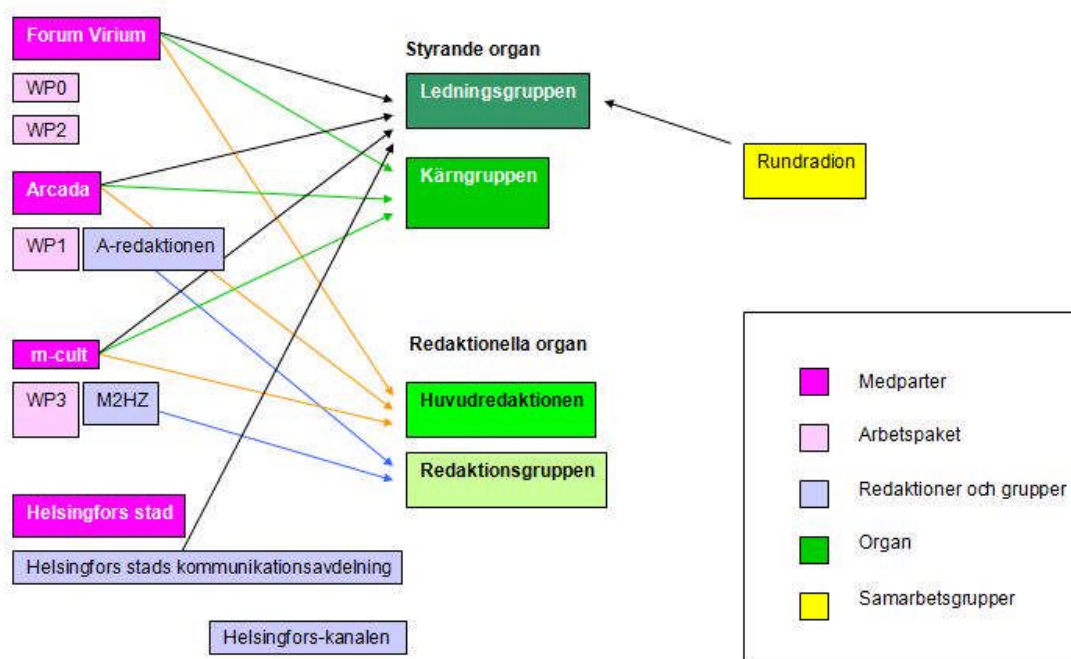 Forum Virium
WP0
WP2
Arcada
WP1
A-redaktionen
m-cult
WP3
M2HZ
Helsingfors stad
Helsingfors stads kommunikationsavdelning
Helsingfors-kanalen
Styrande organ
Ledningsgruppen
Kärngruppen
Redaktionella organ
Huvudredaktionen
Redaktionsgruppen
Rundradion
Medparter
Arbetspaket
Redaktioner och grupper
Organ
Samarbetsgrupper